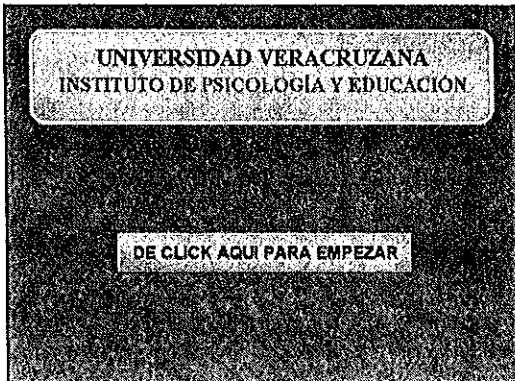 UNIVERSIDAD VERACRUZANA
INSTITUTO DE PSICOLOGÍA Y EDUCACIÓN
DE CLICK AQUI PARA EMPEZAR